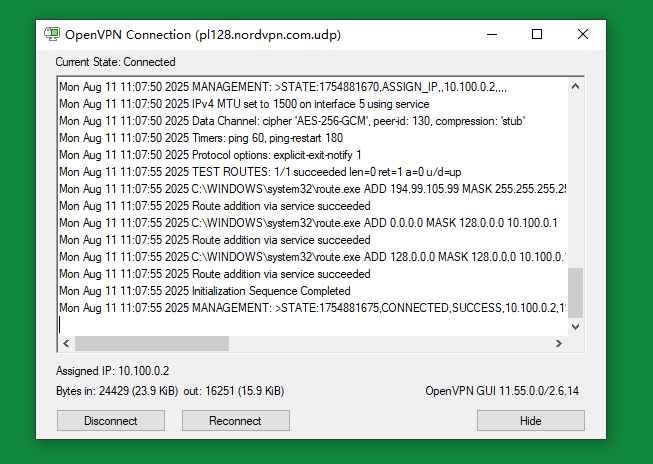 OpenVPN Connection (pl128.nordvpn.com.udp)
Current State: Connected
Mon Aug 11 11:07:50 2025 MANAGEMENT: >STATE:1754881670,ASSIGN_IP,,10.100.0.2,,,,
Mon Aug 11 11:07:50 2025 IPv4 MTU set to 1500 on interface 5 using service
Mon Aug 11 11:07:50 2025 Data Channel: cipher 'AES-256-GCM', peer-id: 130, compression: 'stub'
Mon Aug 11 11:07:50 2025 Timers: ping 60, ping-restart 180
Mon Aug 11 11:07:50 2025 Protocol options: explicit-exit-notify 1
Mon Aug 11 11:07:55 2025 TEST ROUTES: 1/1 succeeded len=0 ret=1 a=0 u/d=up
Mon Aug 11 11:07:55 2025 C:\WINDOWS\system32\route.exe ADD 194.99.105.99 MASK 255.255.255.25
Mon Aug 11 11:07:55 2025 Route addition via service succeeded
Mon Aug 11 11:07:55 2025 C:\WINDOWS\system32\route.exe ADD 0.0.0.0 MASK 128.0.0.0 10.100.0.1
Mon Aug 11 11:07:55 2025 Route addition via service succeeded
Mon Aug 11 11:07:55 2025 C:\WINDOWS\system32\route.exe ADD 128.0.0.0 MASK 128.0.0.0 10.100.0.
Mon Aug 11 11:07:55 2025 Route addition via service succeeded
Mon Aug 11 11:07:55 2025 Initialization Sequence Completed
Mon Aug 11 11:07:55 2025 MANAGEMENT: >STATE:1754881675,CONNECTED,SUCCESS,10.100.0.2,1
Assigned IP: 10.100.0.2
Bytes in: 24429 (23.9 KiB) out: 16251 (15.9 KiB) OpenVPN GUI 11.55.0.0/2.6.14
Disconnect Reconnect Hide